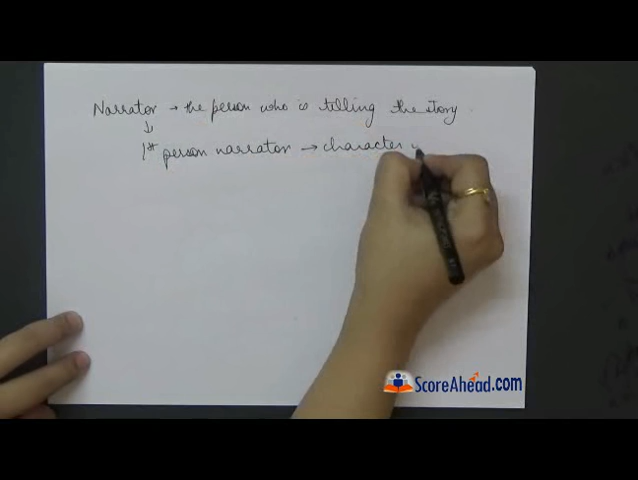 Narrator → the person who is telling the story.
↓
1st person narrator → character
ScoreAhead.com